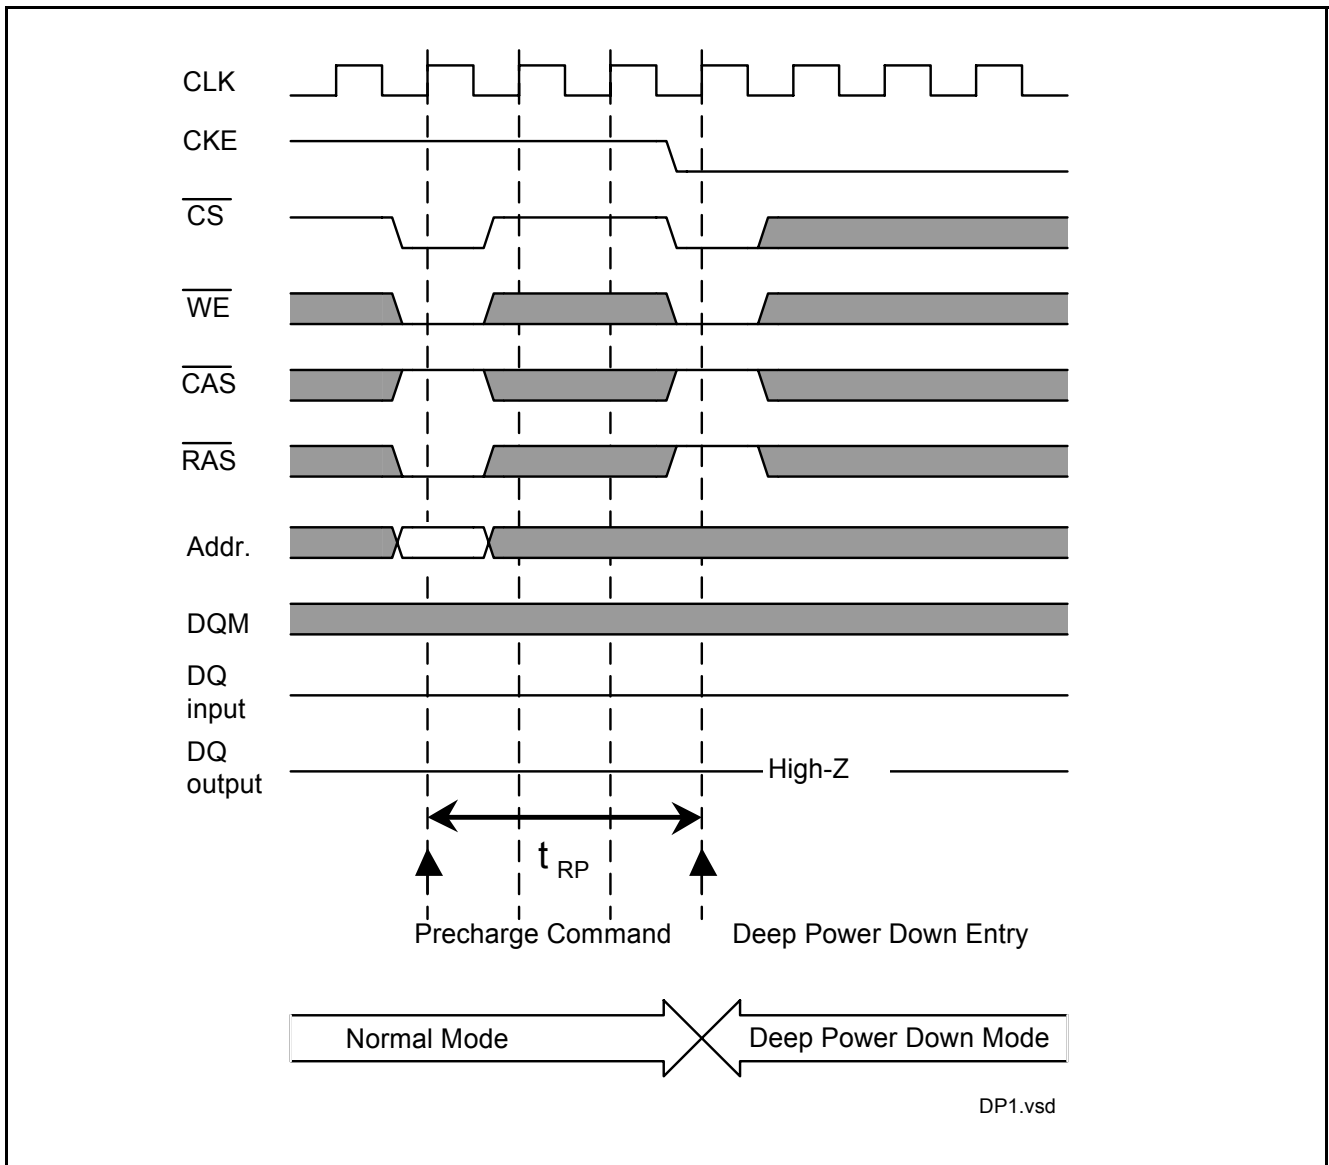 CLK
CKE
CS
WE
CAS
RAS
Addr.
DQM
DQ
input
DQ
output
High-Z
t RP
Precharge Command
Deep Power Down Entry
Normal Mode
Deep Power Down Mode
DP1.vsd